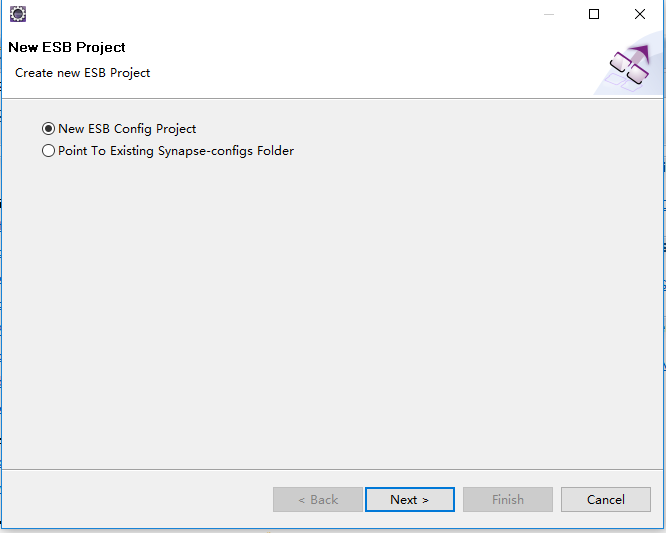 New ESB Project
Create new ESB Project
New ESB Config Project
Point To Existing Synapse-configs Folder
< Back
Next >
Finish
Cancel